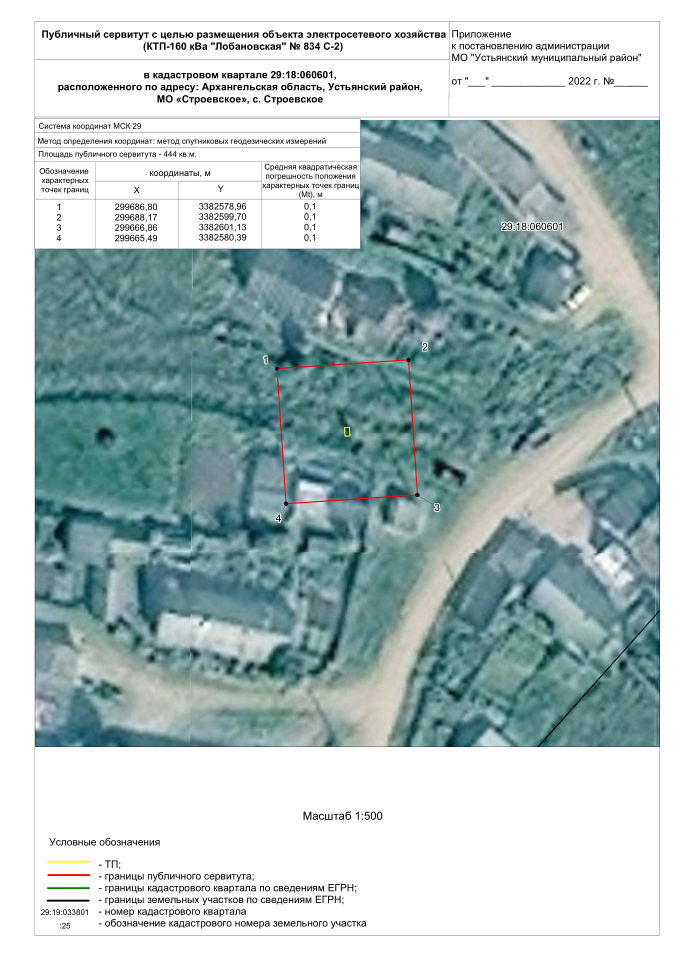 Публичный сервитут с целью размещения объекта электросетевого хозяйства
(КТП-160 кВа "Лобановская" № 834 С-2)
в кадастровом квартале 29:18:060601,
расположенного по адресу: Архангельская область, Устьянский район,
МО «Строевское», с. Строевское
Приложение
к постановлению администрации
МО "Устьянский муниципальный район"
от "___" _____________ 2022 г. №______
Система координат МСК 29
Метод определения координат: метод спутниковых геодезических измерений
Площадь публичного сервитута - 444 кв.м.
Обозначение
характерных
точек границ
координаты, м
X Y
Средняя квадратическая
погрешность положения
характерных точек границ
(Mt), м
1 299686,80 3382578,96 0,1
2 299688,17 3382599,70 0,1
3 299666,86 3382601,13 0,1
4 299665,49 3382580,39 0,1
29:18:060601
1
2
3
4
Масштаб 1:500
Условные обозначения
- ТП;
- границы публичного сервитута;
- границы кадастрового квартала по сведениям ЕГРН;
- границы земельных участков по сведениям ЕГРН;
29:19:033801 - номер кадастрового квартала
:25 - обозначение кадастрового номера земельного участка